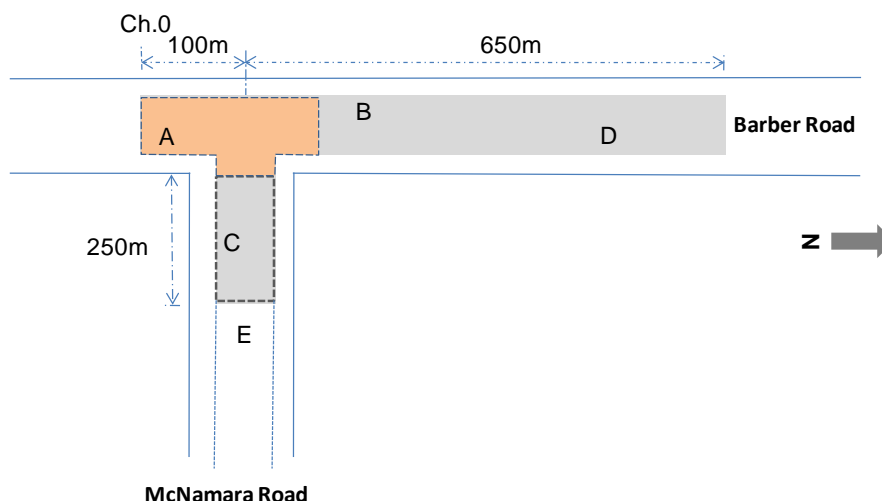 Ch.0
100m
650m
B
A
D
Barber Road
C
N
250m
E
McNamara Road